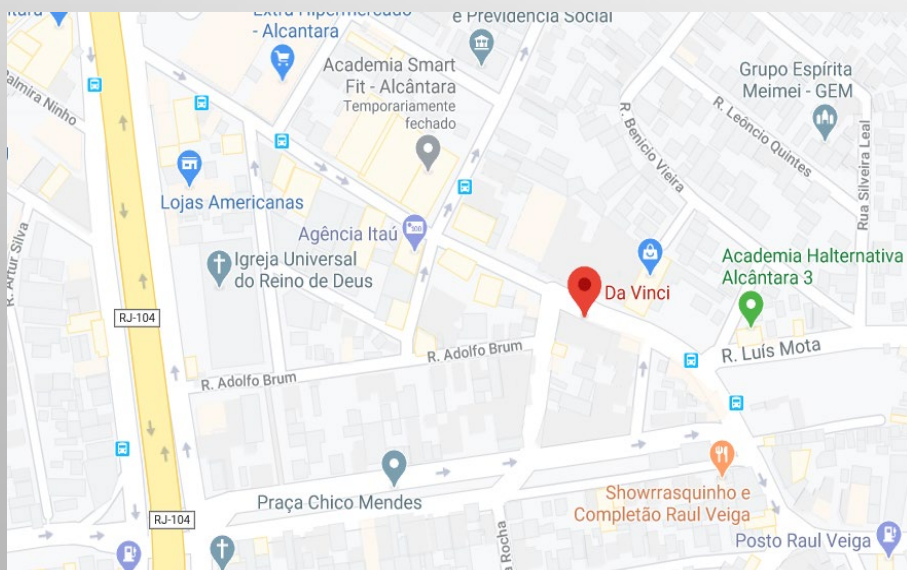 Extra Hipermercado
- Alcantara
e Previdência Social
Academia Smart
Fit - Alcântara
Temporariamente
fechado
Grupo Espírita
Meimei - GEM
Palmira Ninho
R. Benício Vieira
R. Leôncio Quintes
Rua Silveira Leal
Lojas Americanas
Agência Itaú
Igreja Universal
do Reino de Deus
R. Artur Silva
Da Vinci
Academia Halternativa
Alcântara 3
RJ-104
R. Adolfo Brum
R. Luís Mota
R. Adolfo Brum
Praça Chico Mendes
Showrrasquinho e
Completão Raul Veiga
RJ-104
Rocha
Posto Raul Veiga